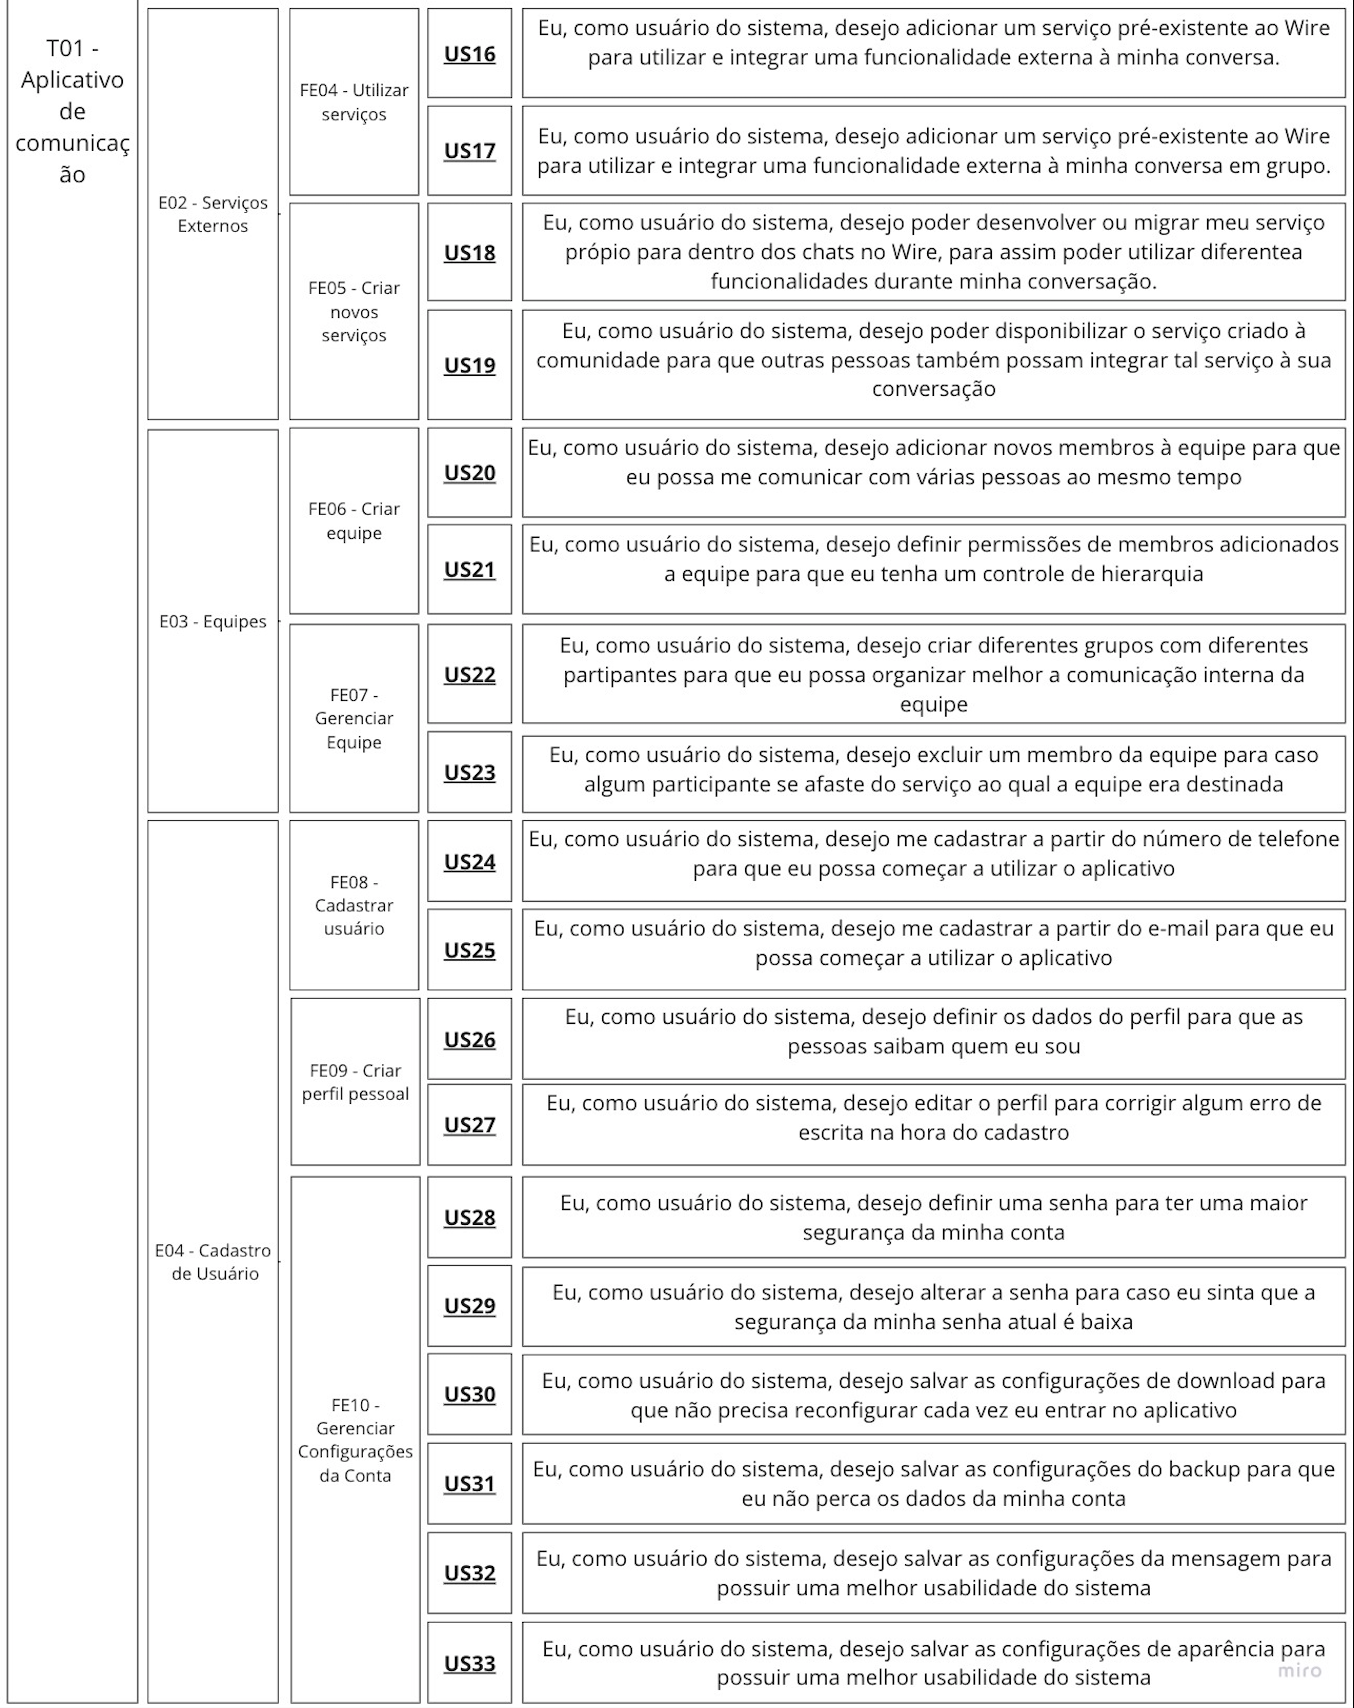 T01 -
Aplicativo
de
comunicaç
ão
E02 - Serviços
Externos
FE04 - Utilizar
serviços
US16
Eu, como usuário do sistema, desejo adicionar um serviço pré-existente ao Wire
para utilizar e integrar uma funcionalidade externa à minha conversa.
US17
Eu, como usuário do sistema, desejo adicionar um serviço pré-existente ao Wire
para utilizar e integrar uma funcionalidade externa à minha conversa em grupo.
FE05 - Criar
novos
serviços
US18
Eu, como usuário do sistema, desejo poder desenvolver ou migrar meu serviço
própio para dentro dos chats no Wire, para assim poder utilizar diferentea
funcionalidades durante minha conversação.
US19
Eu, como usuário do sistema, desejo poder disponibilizar o serviço criado à
comunidade para que outras pessoas também possam integrar tal serviço à sua
conversação
E03 - Equipes
FE06 - Criar
equipe
US20
Eu, como usuário do sistema, desejo adicionar novos membros à equipe para que
eu possa me comunicar com várias pessoas ao mesmo tempo
US21
Eu, como usuário do sistema, desejo definir permissões de membros adicionados
a equipe para que eu tenha um controle de hierarquia
FE07 -
Gerenciar
Equipe
US22
Eu, como usuário do sistema, desejo criar diferentes grupos com diferentes
partipantes para que eu possa organizar melhor a comunicação interna da
equipe
US23
Eu, como usuário do sistema, desejo excluir um membro da equipe para caso
algum participante se afaste do serviço ao qual a equipe era destinada
E04 - Cadastro
de Usuário
FE08 -
Cadastrar
usuário
US24
Eu, como usuário do sistema, desejo me cadastrar a partir do número de telefone
para que eu possa começar a utilizar o aplicativo
US25
Eu, como usuário do sistema, desejo me cadastrar a partir do e-mail para que eu
possa começar a utilizar o aplicativo
FE09 - Criar
perfil pessoal
US26
Eu, como usuário do sistema, desejo definir os dados do perfil para que as
pessoas saibam quem eu sou
US27
Eu, como usuário do sistema, desejo editar o perfil para corrigir algum erro de
escrita na hora do cadastro
FE10 -
Gerenciar
Configurações
da Conta
US28
Eu, como usuário do sistema, desejo definir uma senha para ter uma maior
segurança da minha conta
US29
Eu, como usuário do sistema, desejo alterar a senha para caso eu sinta que a
segurança da minha senha atual é baixa
US30
Eu, como usuário do sistema, desejo salvar as configurações de download para
que não precisa reconfigurar cada vez eu entrar no aplicativo
US31
Eu, como usuário do sistema, desejo salvar as configurações do backup para que
eu não perca os dados da minha conta
US32
Eu, como usuário do sistema, desejo salvar as configurações da mensagem para
possuir uma melhor usabilidade do sistema
US33
Eu, como usuário do sistema, desejo salvar as configurações de aparência para
possuir uma melhor usabilidade do sistema
miro